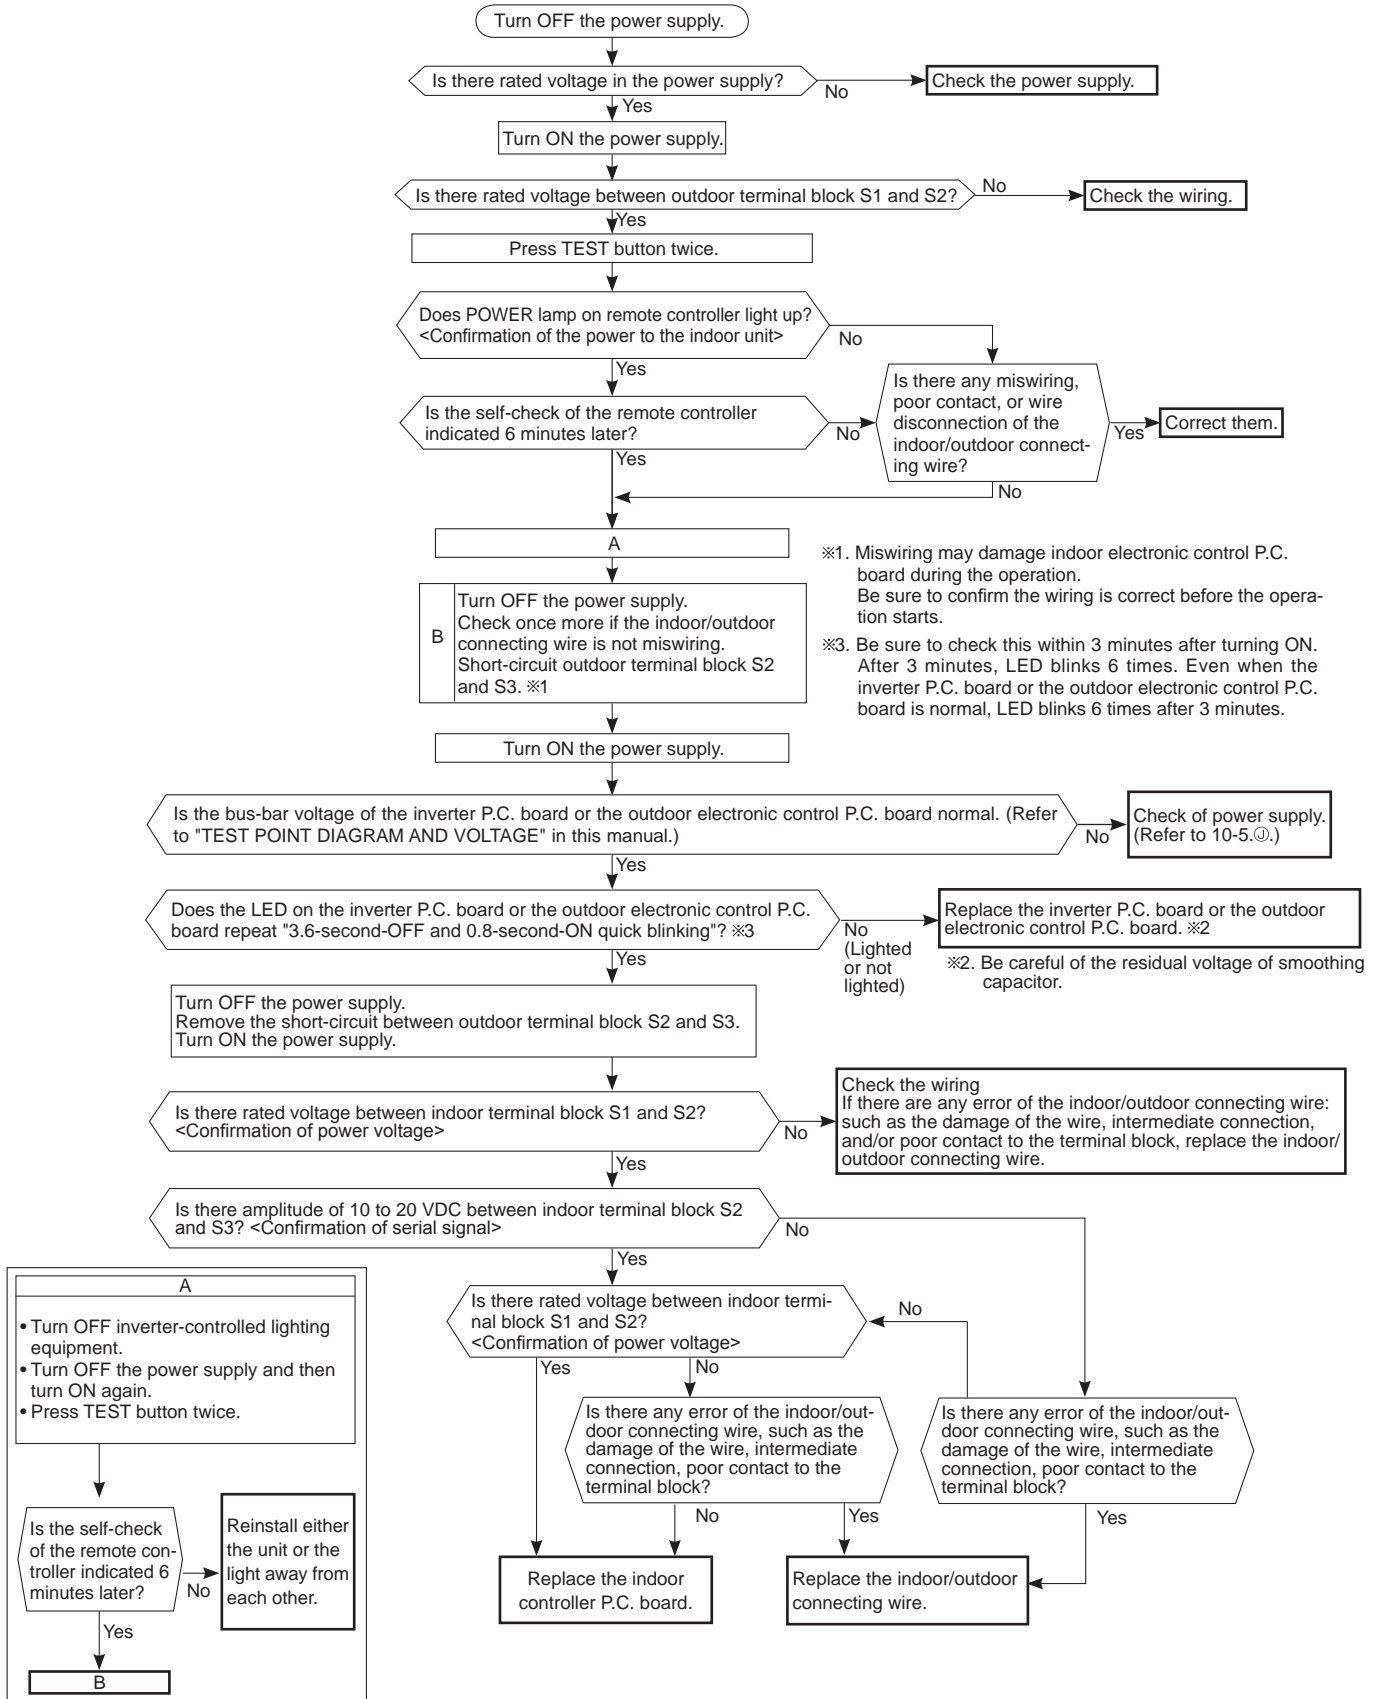 Turn OFF the power supply.
Is there rated voltage in the power supply?
No
Check the power supply.
Yes
Turn ON the power supply.
Is there rated voltage between outdoor terminal block S1 and S2?
No
Check the wiring.
Yes
Press TEST button twice.
Does POWER lamp on remote controller light up?
<Confirmation of the power to the indoor unit>
No
Yes
Is there any miswiring,
poor contact, or wire
disconnection of the
indoor/outdoor connect-
ing wire?
Yes
Correct them.
Is the self-check of the remote controller
indicated 6 minutes later?
No
Yes
No
A
B
Turn OFF the power supply.
Check once more if the indoor/outdoor
connecting wire is not miswiring.
Short-circuit outdoor terminal block S2
and S3. ※1
※1. Miswiring may damage indoor electronic control P.C.
board during the operation.
Be sure to confirm the wiring is correct before the opera-
tion starts.
※3. Be sure to check this within 3 minutes after turning ON.
After 3 minutes, LED blinks 6 times. Even when the
inverter P.C. board or the outdoor electronic control P.C.
board is normal, LED blinks 6 times after 3 minutes.
Turn ON the power supply.
Is the bus-bar voltage of the inverter P.C. board or the outdoor electronic control P.C. board normal. (Refer
to "TEST POINT DIAGRAM AND VOLTAGE" in this manual.)
No
Check of power supply.
(Refer to 10-5.Ⓙ.)
Yes
Does the LED on the inverter P.C. board or the outdoor electronic control P.C.
board repeat "3.6-second-OFF and 0.8-second-ON quick blinking"? ※3
No
(Lighted
or not
lighted)
Replace the inverter P.C. board or the outdoor
electronic control P.C. board. ※2
※2. Be careful of the residual voltage of smoothing
capacitor.
Yes
Turn OFF the power supply.
Remove the short-circuit between outdoor terminal block S2 and S3.
Turn ON the power supply.
Is there rated voltage between indoor terminal block S1 and S2?
<Confirmation of power voltage>
No
Check the wiring
If there are any error of the indoor/outdoor connecting wire:
such as the damage of the wire, intermediate connection,
and/or poor contact to the terminal block, replace the indoor/
outdoor connecting wire.
Yes
Is there amplitude of 10 to 20 VDC between indoor terminal block S2
and S3? <Confirmation of serial signal>
No
Yes
Is there rated voltage between indoor termi-
nal block S1 and S2?
<Confirmation of power voltage>
No
Yes
No
Is there any error of the indoor/out-
door connecting wire, such as the
damage of the wire, intermediate
connection, poor contact to the
terminal block?
No
Yes
Is there any error of the indoor/out-
door connecting wire, such as the
damage of the wire, intermediate
connection, poor contact to the
terminal block?
Yes
Replace the indoor
controller P.C. board.
Replace the indoor/outdoor
connecting wire.
A
• Turn OFF inverter-controlled lighting
equipment.
• Turn OFF the power supply and then
turn ON again.
• Press TEST button twice.
Is the self-check
of the remote con-
troller indicated 6
minutes later?
No
Reinstall either
the unit or the
light away from
each other.
Yes
B